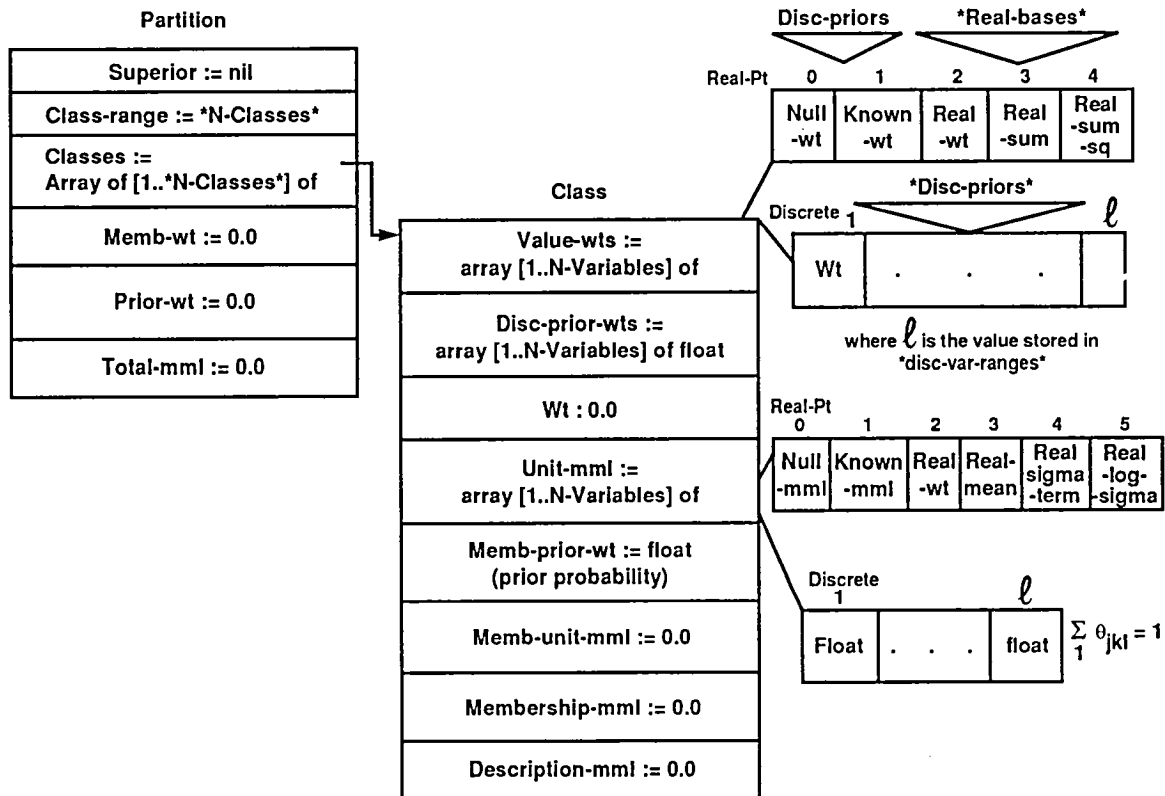 Partition
Superior := nil
Class-range := *N-Classes*
Classes :=
Array of [1..*N-Classes*] of
Memb-wt := 0.0
Prior-wt := 0.0
Total-mml := 0.0
Class
Value-wts :=
array [1..N-Variables] of
Disc-prior-wts :=
array [1..N-Variables] of float
Wt : 0.0
Unit-mml :=
array [1..N-Variables] of
Memb-prior-wt := float
(prior probability)
Memb-unit-mml := 0.0
Membership-mml := 0.0
Description-mml := 0.0
Disc-priors *Real-bases*
Real-Pt 0 1 2 3 4
Null Known Real Real Real
-wt -wt -wt -sum -sum
-sq
*Disc-priors*
Discrete
1 ℓ
Wt . . .
where ℓ is the value stored in
*disc-var-ranges*
Real-Pt
0 1 2 3 4 5
Null Known Real Real- Real Real
-mml -mml -wt mean sigma -log-
-term -sigma
Discrete
1 ℓ
Float . . . float
Σ θjkl = 1
1